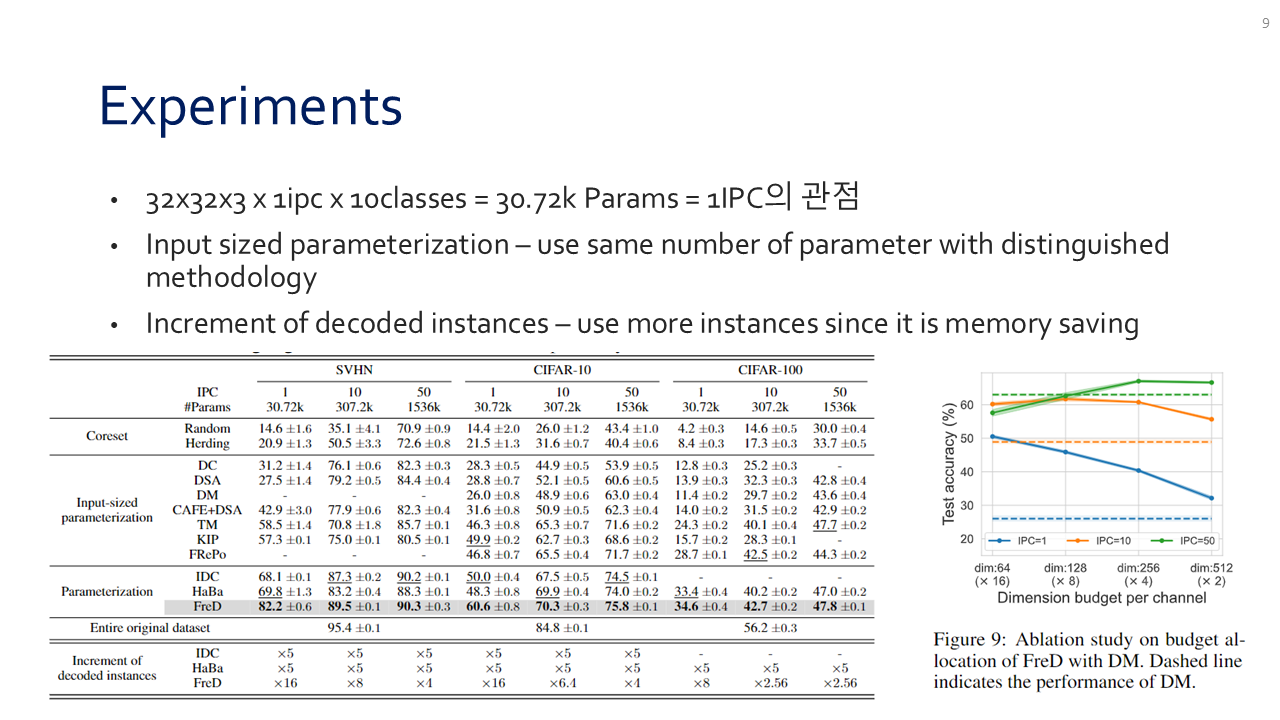 9
Experiments
• 32x32x3 x 1ipc x 10classes = 30.72k Params = 1IPC의 관점
• Input sized parameterization – use same number of parameter with distinguished
methodology
• Increment of decoded instances – use more instances since it is memory saving
SVHN CIFAR-10 CIFAR-100
IPC 1 10 50 1 10 50 1 10 50
#Params 30.72k 307.2k 1536k 30.72k 307.2k 1536k 30.72k 307.2k 1536k
Coreset
Random 14.6 ±1.6 35.1 ±4.1 70.9 ±0.9 14.4 ±2.0 26.0 ±1.2 43.4 ±1.0 4.2 ±0.3 14.6 ±0.5 30.0 ±0.4
Herding 20.9 ±1.3 50.5 ±3.3 72.6 ±0.8 21.5 ±1.3 31.6 ±0.7 40.4 ±0.6 8.4 ±0.3 17.3 ±0.3 33.7 ±0.5
Input-sized
parameterization
DC 31.2 ±1.4 76.1 ±0.6 82.3 ±0.3 28.3 ±0.5 44.9 ±0.5 53.9 ±0.5 12.8 ±0.3 25.2 ±0.3 -
DSA 27.5 ±1.4 79.2 ±0.5 84.4 ±0.4 28.8 ±0.7 52.1 ±0.5 60.6 ±0.5 13.9 ±0.3 32.3 ±0.3 42.8 ±0.4
DM - - - 26.0 ±0.8 48.9 ±0.6 63.0 ±0.4 11.4 ±0.2 29.7 ±0.2 43.6 ±0.4
CAFE+DSA 42.9 ±3.0 77.9 ±0.6 82.3 ±0.4 31.6 ±0.8 50.9 ±0.5 62.3 ±0.4 14.0 ±0.2 31.5 ±0.2 42.9 ±0.2
TM 58.5 ±1.4 70.8 ±1.8 85.7 ±0.1 46.3 ±0.8 65.3 ±0.7 71.6 ±0.2 24.3 ±0.2 40.1 ±0.4 47.7 ±0.2
KIP 57.3 ±0.1 75.0 ±0.1 80.5 ±0.1 49.9 ±0.2 62.7 ±0.3 68.6 ±0.2 15.7 ±0.2 28.3 ±0.1 -
FRePo - - - 46.8 ±0.7 65.5 ±0.4 71.7 ±0.2 28.7 ±0.1 42.5 ±0.2 44.3 ±0.2
Parameterization
IDC 68.1 ±0.1 87.3 ±0.2 90.2 ±0.1 50.0 ±0.4 67.5 ±0.5 74.5 ±0.1 - - -
HaBa 69.8 ±1.3 83.2 ±0.4 88.3 ±0.1 48.3 ±0.8 69.9 ±0.4 74.0 ±0.2 33.4 ±0.4 40.2 ±0.2 47.0 ±0.2
FreD 82.2 ±0.6 89.5 ±0.1 90.3 ±0.3 60.6 ±0.8 70.3 ±0.3 75.8 ±0.1 34.6 ±0.4 42.7 ±0.2 47.8 ±0.1
Entire original dataset 95.4 ±0.1 84.8 ±0.1 56.2 ±0.3
Increment of
decoded instances
IDC ×5 ×5 ×5 ×5 ×5 ×5 - - -
HaBa ×5 ×5 ×5 ×5 ×5 ×5 ×5 ×5 ×5
FreD ×16 ×8 ×4 ×16 ×6.4 ×4 ×8 ×2.56 ×2.56
Test accuracy (%)
60
50
40
30
20
IPC=1 IPC=10 IPC=50
dim:64 dim:128 dim:256 dim:512
(× 16) (× 8) (× 4) (× 2)
Dimension budget per channel
Figure 9: Ablation study on budget al-
location of FreD with DM. Dashed line
indicates the performance of DM.